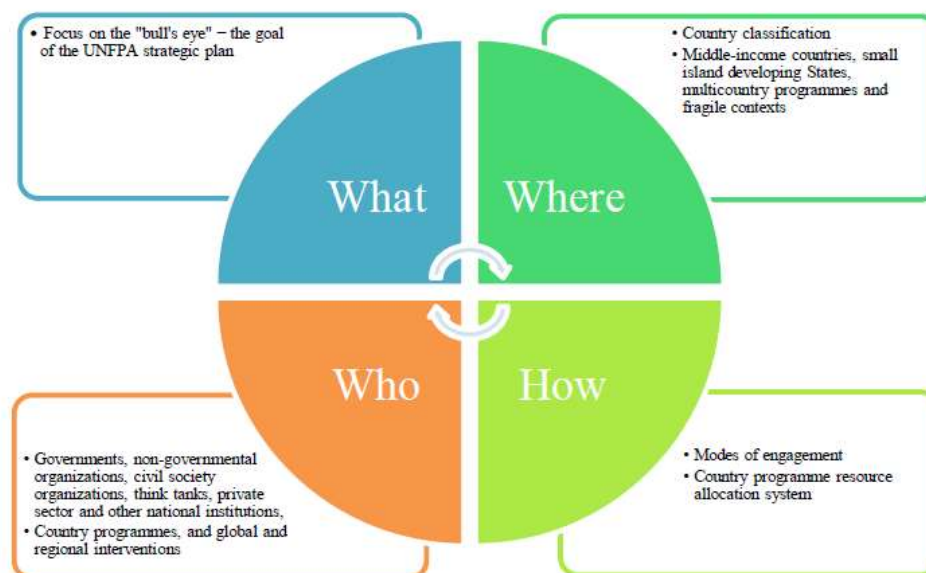 • Focus on the "bull's eye" – the goal
of the UNFPA strategic plan
• Country classification
• Middle-income countries, small
island developing States,
multicountry programmes and
fragile contexts
What
Where
Who
How
• Governments, non-governmental
organizations, civil society
organizations, think tanks, private
sector and other national institutions,
• Country programmes, and global and
regional interventions
• Modes of engagement
• Country programme resource
allocation system